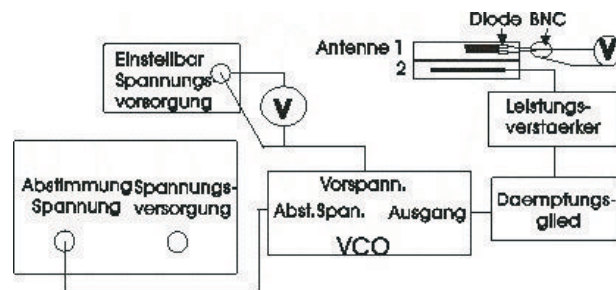 Diode BNC
Antenne 1
2
V
Einstellbar
Spannungs-
vorsorgung
V
Leistungs-
verstaerker
Abstimmung
Spannung
Spannungs-
versorgung
Vorspann.
Abst.Span. Ausgang
VCO
Daempfungs-
glied